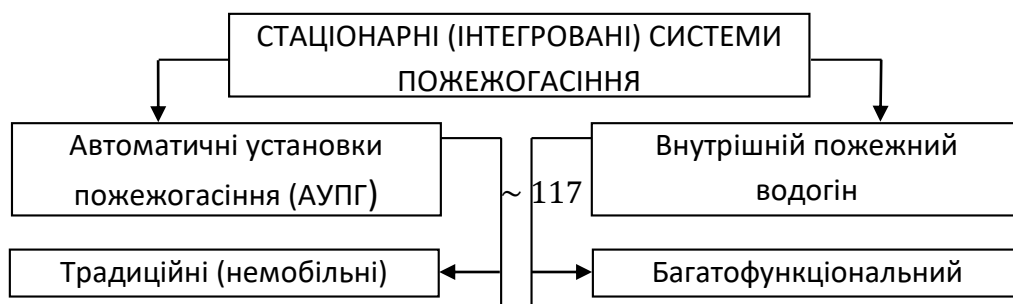 СТАЦІОНАРНІ (ІНТЕГРОВАНІ) СИСТЕМИ
ПОЖЕЖОГАСІННЯ
Автоматичні установки
пожежогасіння (АУПГ)
~ 117
Внутрішній пожежний
водогін
Традиційні (немобільні)
Багатофункціональний